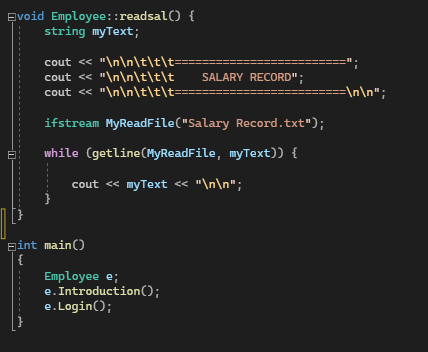 void Employee::readsal() {
    string myText;

    cout << "\n\n\t\t\t=========================";
    cout << "\n\n\t\t\t    SALARY RECORD";
    cout << "\n\n\t\t\t=========================\n\n";

    ifstream MyReadFile("Salary Record.txt");

    while (getline(MyReadFile, myText)) {

        cout << myText << "\n\n";
    }
}

int main()
{
    Employee e;
    e.Introduction();
    e.Login();
}